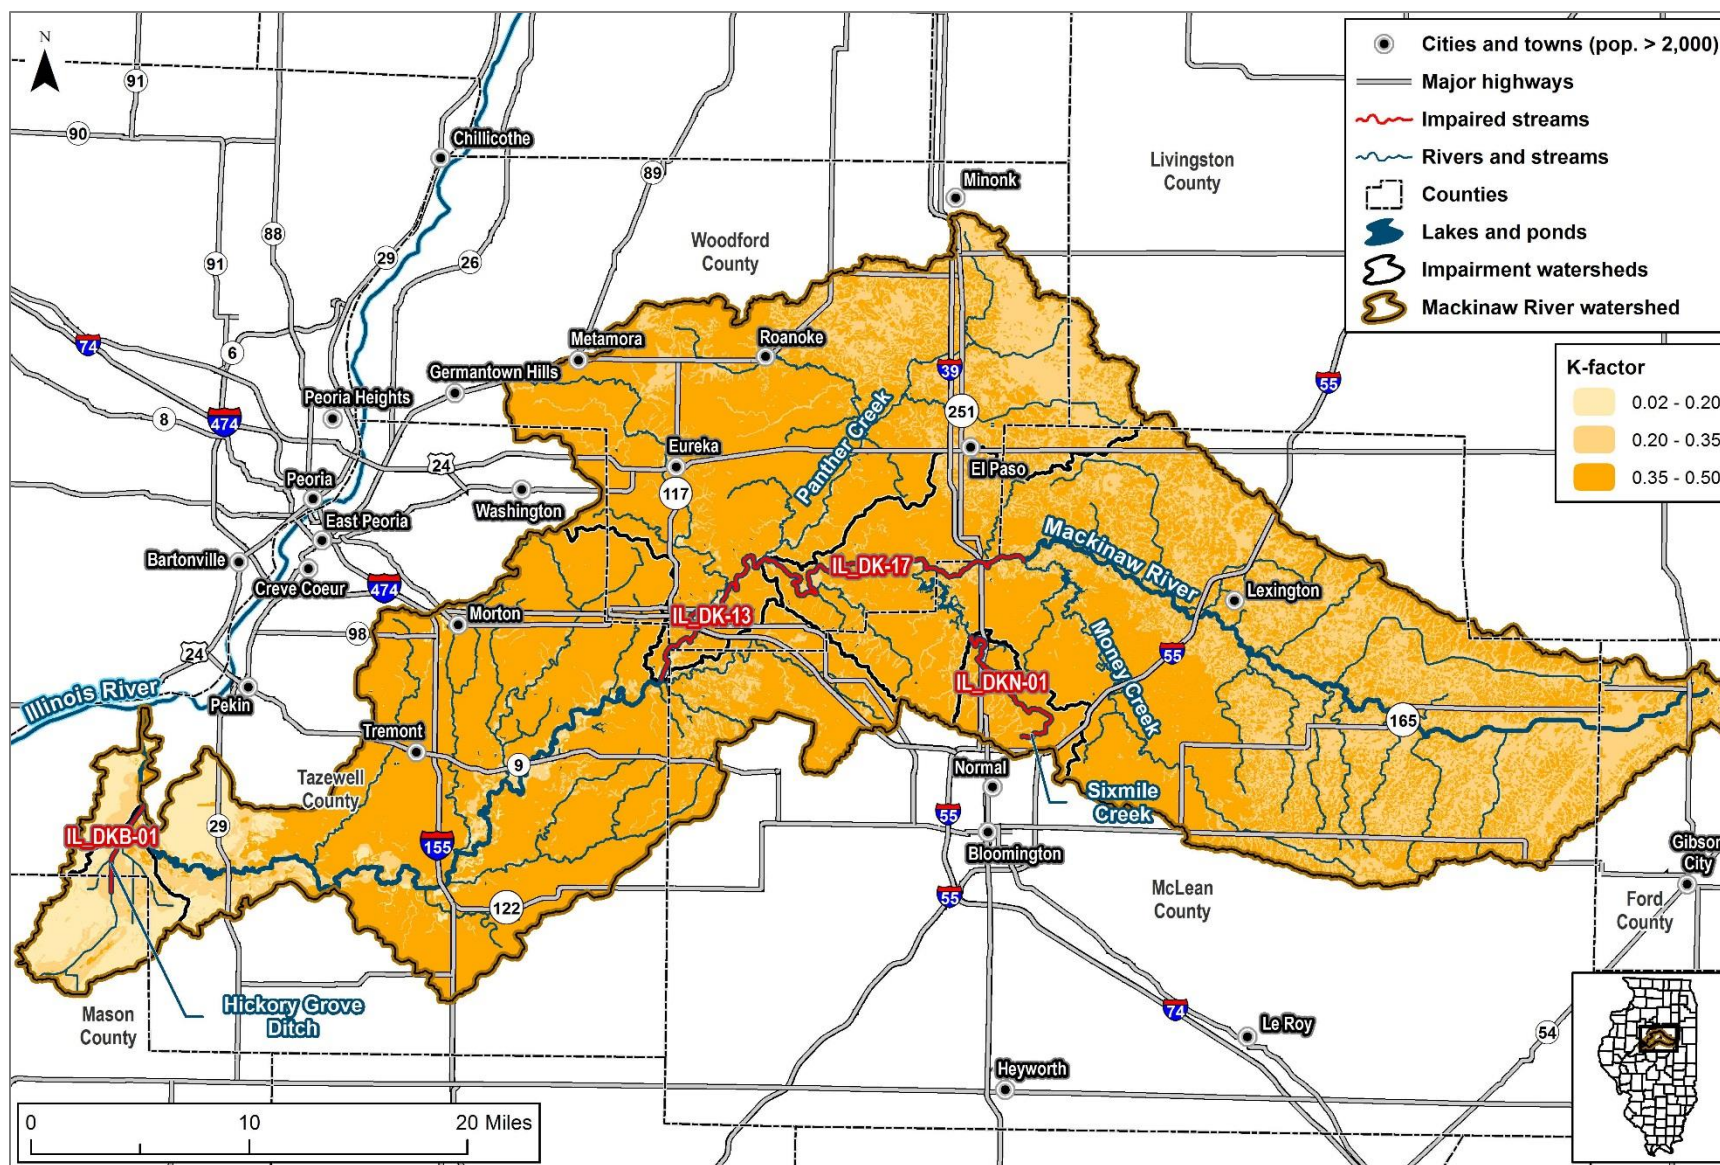 N
Cities and towns (pop. > 2,000)
Major highways
Impaired streams
Rivers and streams
Counties
Lakes and ponds
Impairment watersheds
Mackinaw River watershed
K-factor
0.02 - 0.20
0.20 - 0.35
0.35 - 0.50
91
90
Chillicothe
89
Livingston
County
Minonk
88
Woodford
County
91
29
26
74
6
Metamora
Roanoke
39
55
Germantown Hills
Peoria Heights
8
474
251
Panther Creek
24
Eureka
El Paso
Peoria
117
Washington
East Peoria
Bartonville
Creve Coeur
474
IL_DK-17
Mackinaw River
Lexington
Morton
98
IL_DK-13
Money Creek
24
55
Illinois River
Pekin
IL_DKN-01
165
Tremont
9
Tazewell
County
Normal
Sixmile
Creek
29
IL_DKB-01
155
55
Bloomington
Gibson
City
55
McLean
County
Ford
County
122
Hickory Grove
Ditch
Mason
County
74
Le Roy
54
Heyworth
0
10
20 Miles